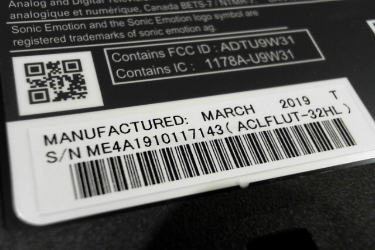 Analog and Digital Televi
analogique et numérique, Canada BETS-7 / NTMR-7
Sonic Emotion and the Sonic Emotion logo symbol are
registered trademarks of sonic emotion ag.
Contains FCC ID : ADTU9W31
Contains IC : 1178A-U9W31
MANUFACTURED: MARCH 2019 T
S/N ME4A1910117143( ACLFLUT-32HL)